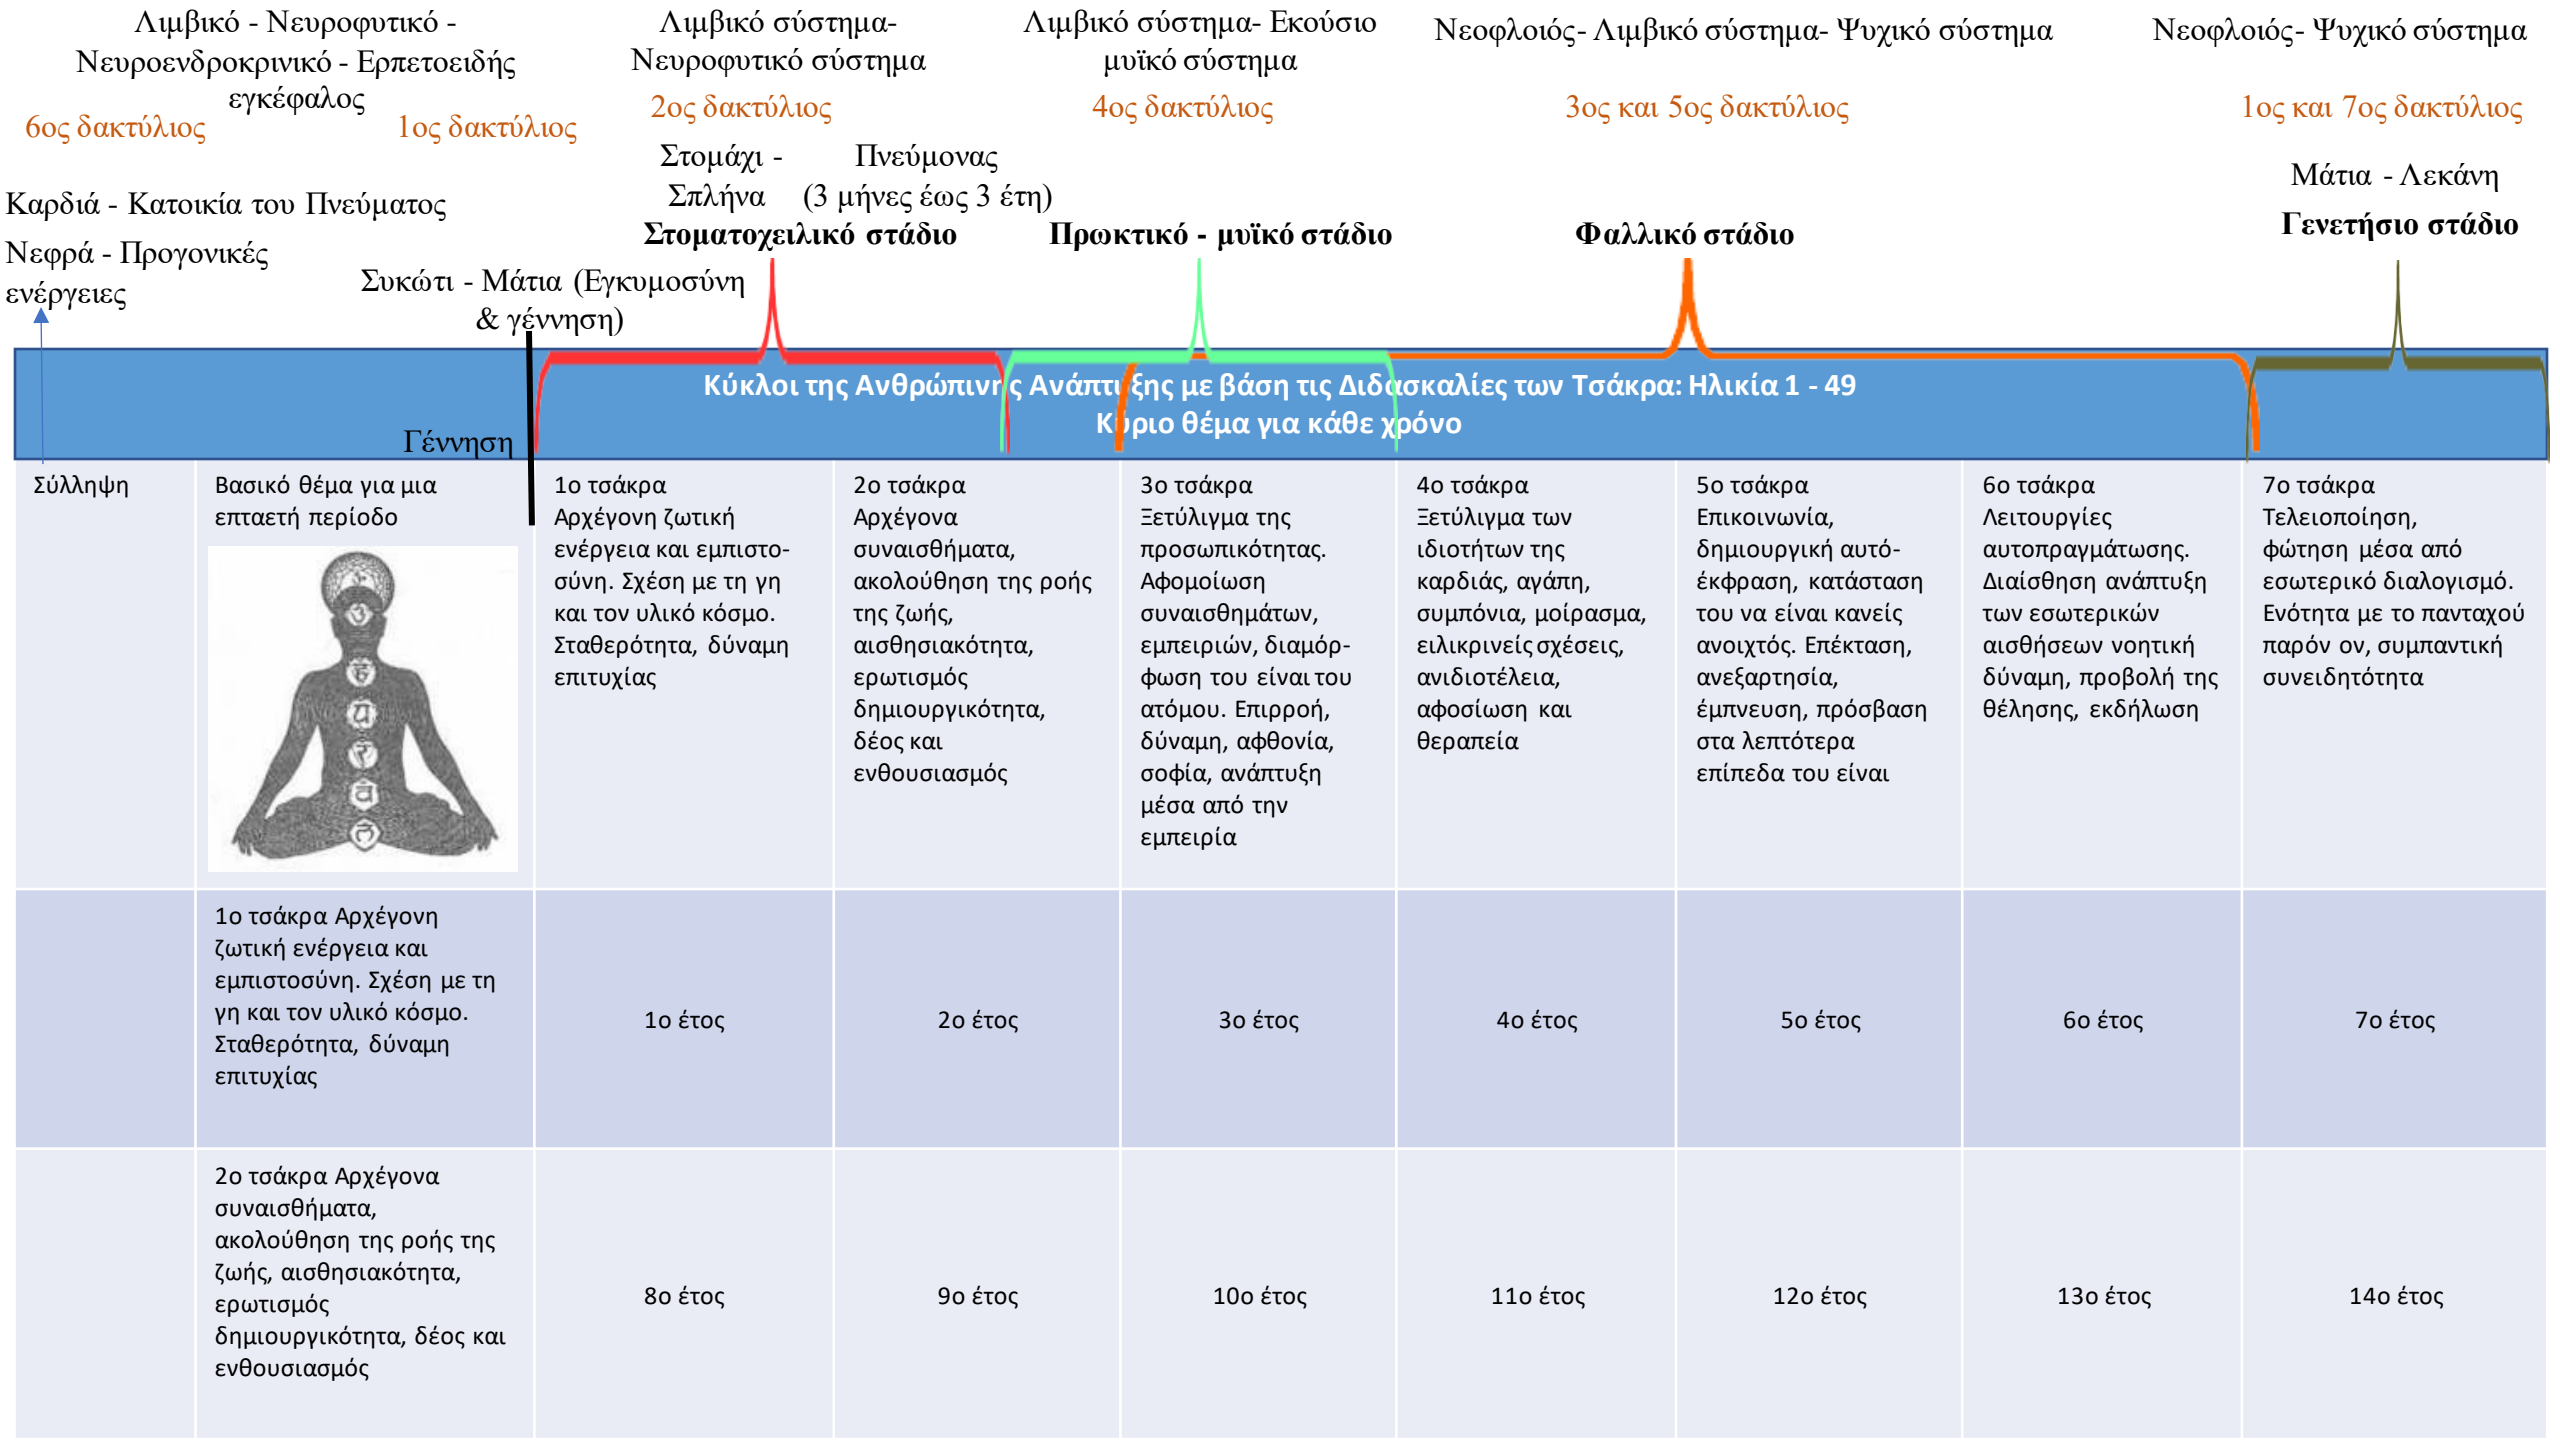 Λιμβικό - Νευροφυτικό -
Νευροενδροκρινικό - Ερπετοειδής
εγκέφαλος
6ος δακτύλιος
1ος δακτύλιος
Λιμβικό σύστημα-
Νευροφυτικό σύστημα
2ος δακτύλιος
Λιμβικό σύστημα- Εκούσιο
μυϊκό σύστημα
4ος δακτύλιος
Νεοφλοιός- Λιμβικό σύστημα- Ψυχικό σύστημα
3ος και 5ος δακτύλιος
Νεοφλοιός- Ψυχικό σύστημα
1ος και 7ος δακτύλιος
Καρδιά - Κατοικία του Πνεύματος
Νεφρά - Προγονικές
ενέργειες
Συκώτι - Μάτια (Εγκυμοσύνη
& γέννηση)
Στομάχι -
Σπλήνα
Πνεύμονας
(3 μήνες έως 3 έτη)
Στοματοχειλικό στάδιο
Πρωκτικό - μυϊκό στάδιο
Φαλλικό στάδιο
Μάτια - Λεκάνη
Γενετήσιο στάδιο
Κύκλοι της Ανθρώπινης Ανάπτυξης με βάση τις Διδασκαλίες των Τσάκρα: Ηλικία 1 - 49
Κύριο θέμα για κάθε χρόνο
Γέννηση
Σύλληψη
Βασικό θέμα για μια
επταετή περίοδο
1ο τσάκρα
Αρχέγονη ζωτική
ενέργεια και εμπιστο-
σύνη. Σχέση με τη γη
και τον υλικό κόσμο.
Σταθερότητα, δύναμη
επιτυχίας
2ο τσάκρα
Αρχέγονα
συναισθήματα,
ακολούθηση της ροής
της ζωής,
αισθησιακότητα,
ερωτισμός
δημιουργικότητα,
δέος και
ενθουσιασμός
3ο τσάκρα
Ξετύλιγμα της
προσωπικότητας.
Αφομοίωση
συναισθημάτων,
εμπειριών, διαμόρ-
φωση του είναι του
ατόμου. Επιρροή,
δύναμη, αφθονία,
σοφία, ανάπτυξη
μέσα από την
εμπειρία
4ο τσάκρα
Ξετύλιγμα των
ιδιοτήτων της
καρδιάς, αγάπη,
συμπόνια, μοίρασμα,
ειλικρινείς σχέσεις,
ανιδιοτέλεια,
αφοσίωση και
θεραπεία
5ο τσάκρα
Επικοινωνία,
δημιουργική αυτό-
έκφραση, κατάσταση
του να είναι κανείς
ανοιχτός. Επέκταση,
ανεξαρτησία,
έμπνευση, πρόσβαση
στα λεπτότερα
επίπεδα του είναι
6ο τσάκρα
Λειτουργίες
αυτοπραγμάτωσης.
Διαίσθηση ανάπτυξη
των εσωτερικών
αισθήσεων νοητική
δύναμη, προβολή της
θέλησης, εκδήλωση
7ο τσάκρα
Τελειοποίηση,
φώτηση μέσα από
εσωτερικό διαλογισμό.
Ενότητα με το πανταχού
παρόν ον, συμπαντική
συνειδητότητα
1ο τσάκρα Αρχέγονη
ζωτική ενέργεια και
εμπιστοσύνη. Σχέση με τη
γη και τον υλικό κόσμο.
Σταθερότητα, δύναμη
επιτυχίας
1ο έτος
2ο έτος
3ο έτος
4ο έτος
5ο έτος
6ο έτος
7ο έτος
2ο τσάκρα Αρχέγονα
συναισθήματα,
ακολούθηση της ροής της
ζωής, αισθησιακότητα,
ερωτισμός
δημιουργικότητα, δέος και
ενθουσιασμός
8ο έτος
9ο έτος
10ο έτος
11ο έτος
12ο έτος
13ο έτος
14ο έτος